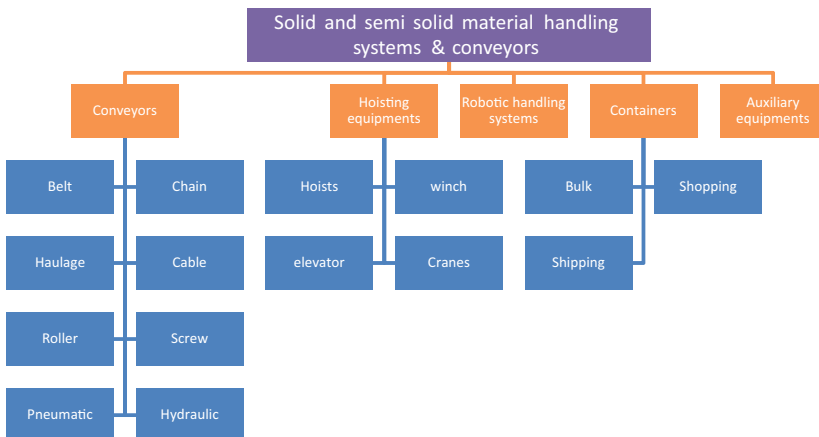 Solid and semi solid material handling
systems & conveyors
Conveyors
Hoisting
equipments
Robotic handling
systems
Containers
Auxiliary
equipments
Belt
Chain
Hoists
winch
Bulk
Shopping
Haulage
Cable
elevator
Cranes
Shipping
Roller
Screw
Pneumatic
Hydraulic